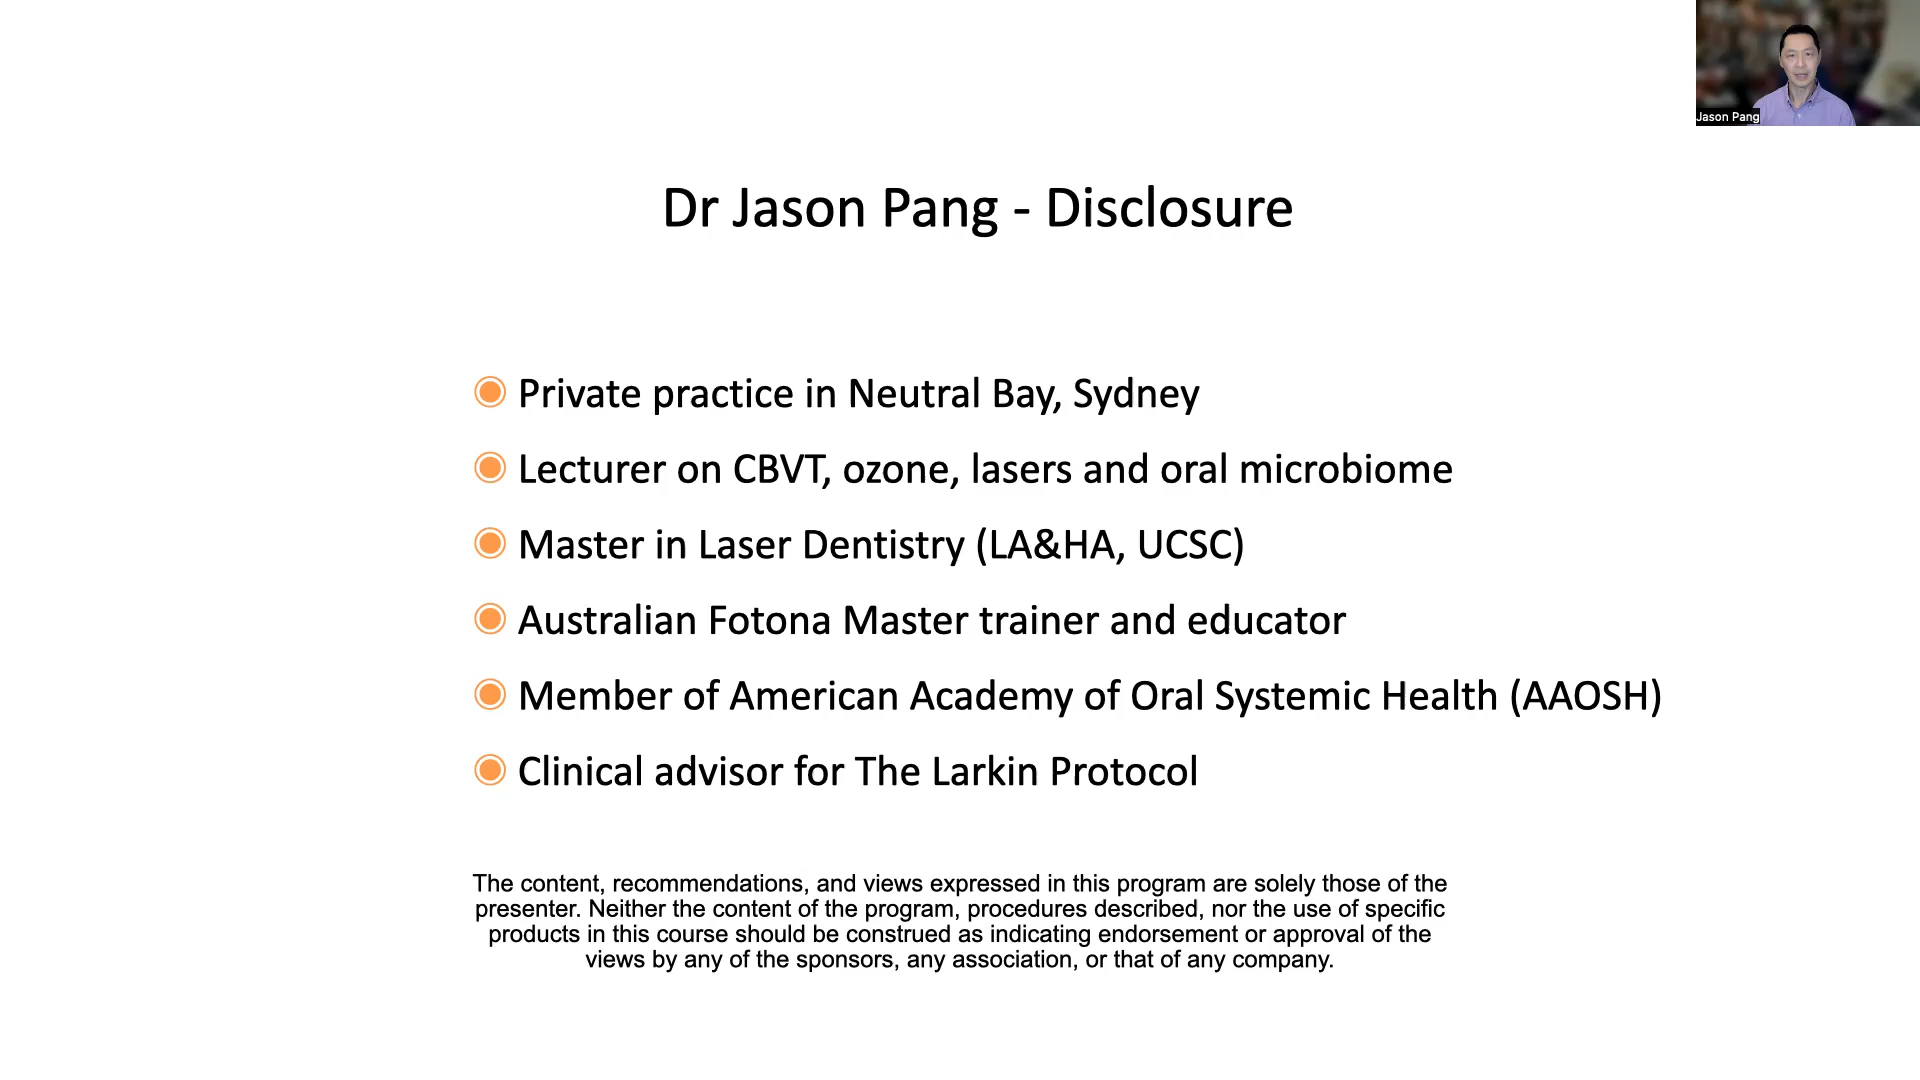 Jason Pang
Dr Jason Pang - Disclosure
Private practice in Neutral Bay, Sydney
Lecturer on CBVT, ozone, lasers and oral microbiome
Master in Laser Dentistry (LA&HA, UCSC)
Australian Fotona Master trainer and educator
Member of American Academy of Oral Systemic Health (AAOSH)
Clinical advisor for The Larkin Protocol
The content, recommendations, and views expressed in this program are solely those of the
presenter. Neither the content of the program, procedures described, nor the use of specific
products in this course should be construed as indicating endorsement or approval of the
views by any of the sponsors, any association, or that of any company.